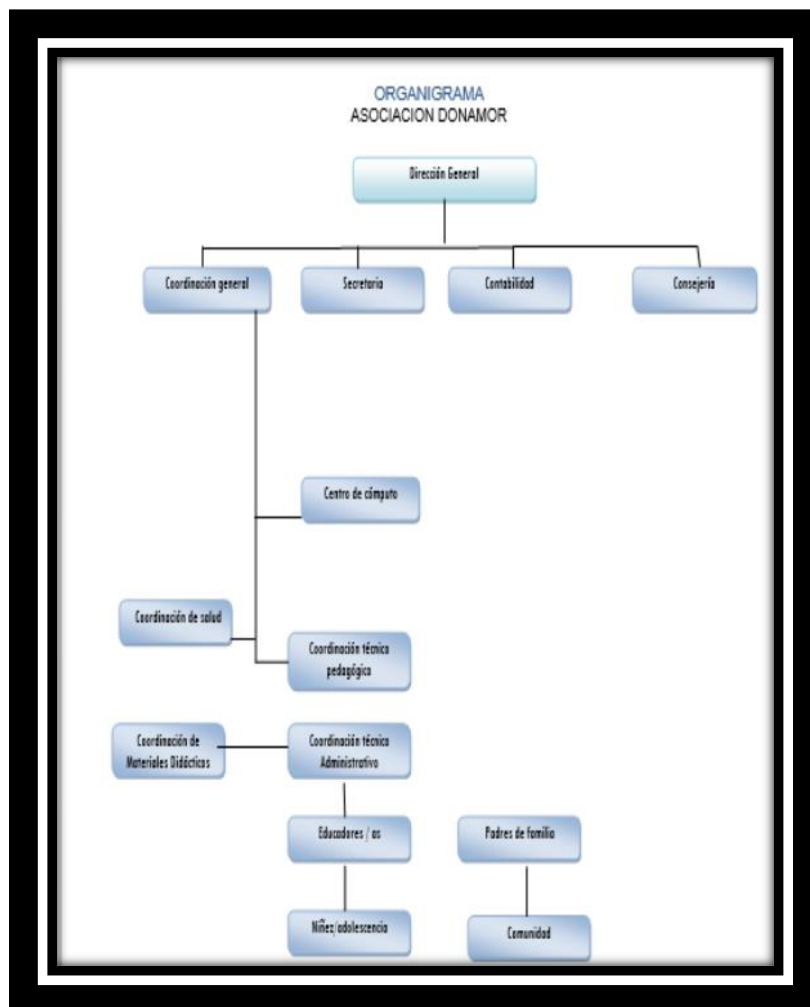 ORGANIGRAMA
ASOCIACION DONAMOR
Dirección General
Coordinación general
Secretaria
Contabilidad
Consejería
Centro de cómputo
Coordinación de salud
Coordinación técnica
pedagógica
Coordinación de
Materiales Didácticos
Coordinación técnica
Administrativo
Educadores / as
Padres de familia
Niñez/adolescencia
Comunidad